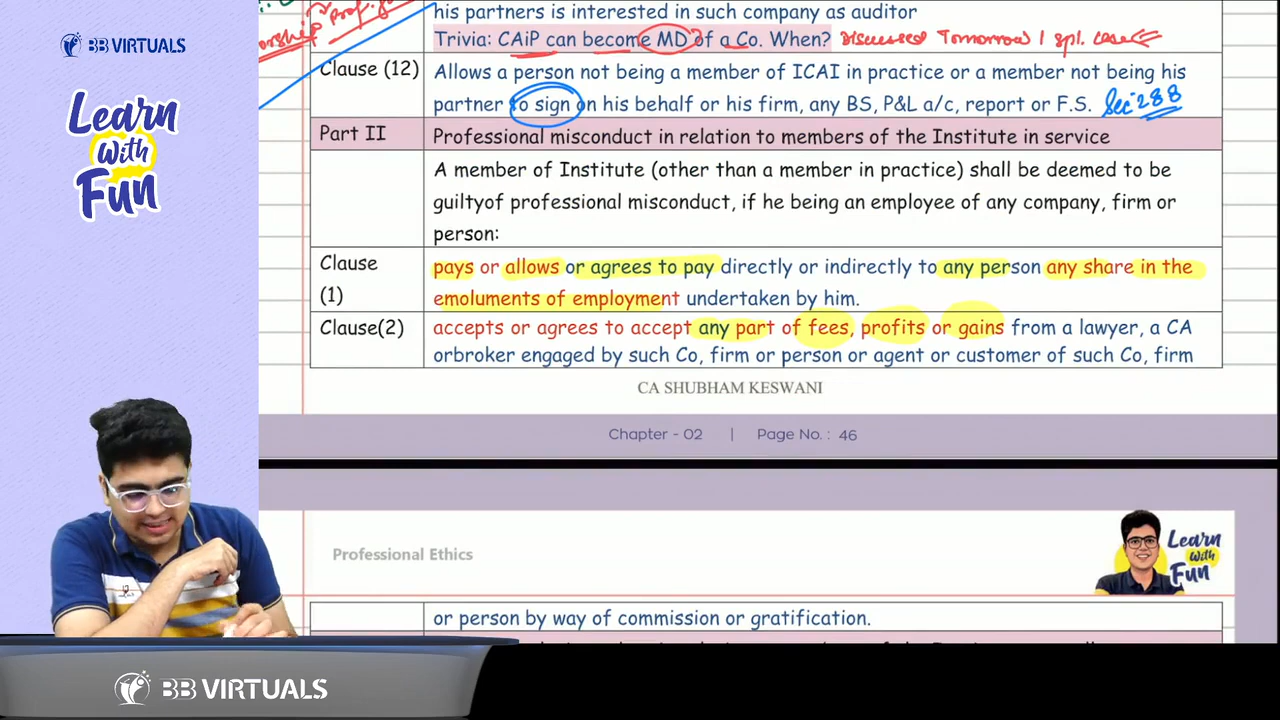 BB VIRTUALS
Learn
With
Fun
his partners is interested in such company as auditor
Trivia: CAiP can become MD of a Co. When? Discussed Tomorrow 1 spl. case
Clause (12)
Allows a person not being a member of ICAI in practice or a member not being his
partner to sign on his behalf or his firm, any BS, P&L a/c, report or F.S. Sec 288
Part II
Professional misconduct in relation to members of the Institute in service
A member of Institute (other than a member in practice) shall be deemed to be
guiltyof professional misconduct, if he being an employee of any company, firm or
person:
Clause
(1)
pays or allows or agrees to pay directly or indirectly to any person any share in the
emoluments of employment undertaken by him.
Clause(2)
accepts or agrees to accept any part of fees, profits or gains from a lawyer, a CA
orbroker engaged by such Co, firm or person or agent or customer of such Co, firm
CA SHUBHAM KESWANI
Chapter - 02 | Page No. : 46
Professional Ethics
Learn
With
Fun
or person by way of commission or gratification.
BB VIRTUALS